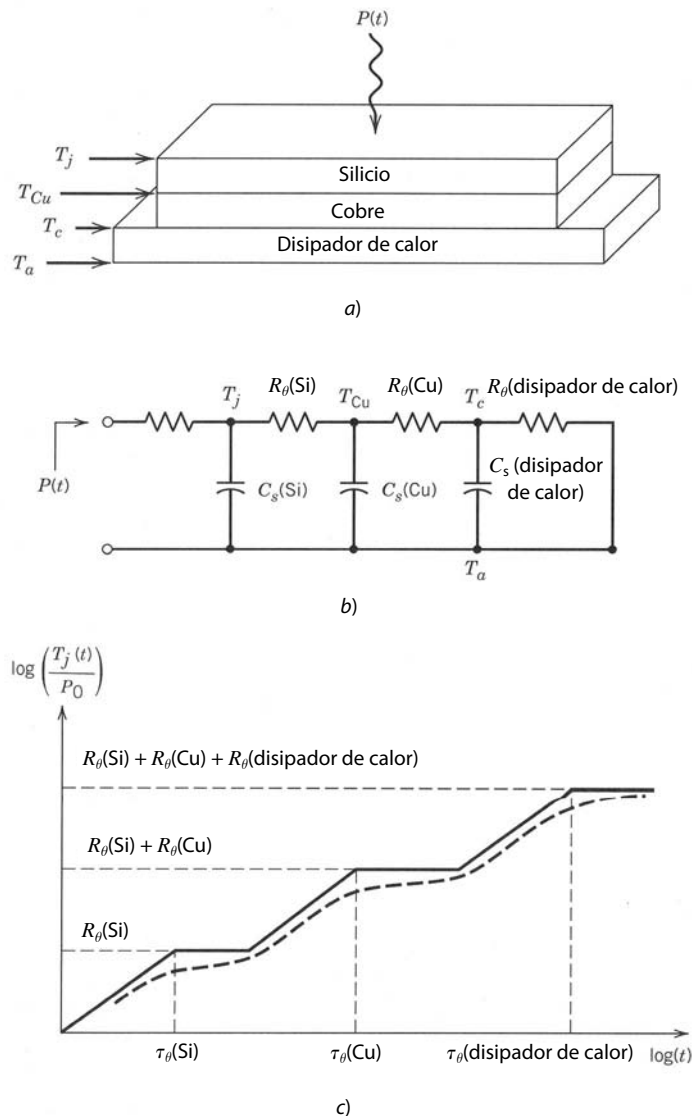 P(t)
T_j
Silicio
T_Cu
Cobre
T_c
Disipador de calor
T_a
a)
T_j
R_θ(Si)
T_Cu
R_θ(Cu)
T_c
R_θ(disipador de calor)
P(t)
C_s(Si)
C_s(Cu)
C_s (disipador
de calor)
T_a
b)
log (T_j (t) / P_0)
R_θ(Si) + R_θ(Cu) + R_θ(disipador de calor)
R_θ(Si) + R_θ(Cu)
R_θ(Si)
τ_θ(Si)
τ_θ(Cu)
τ_θ(disipador de calor)
log(t)
c)